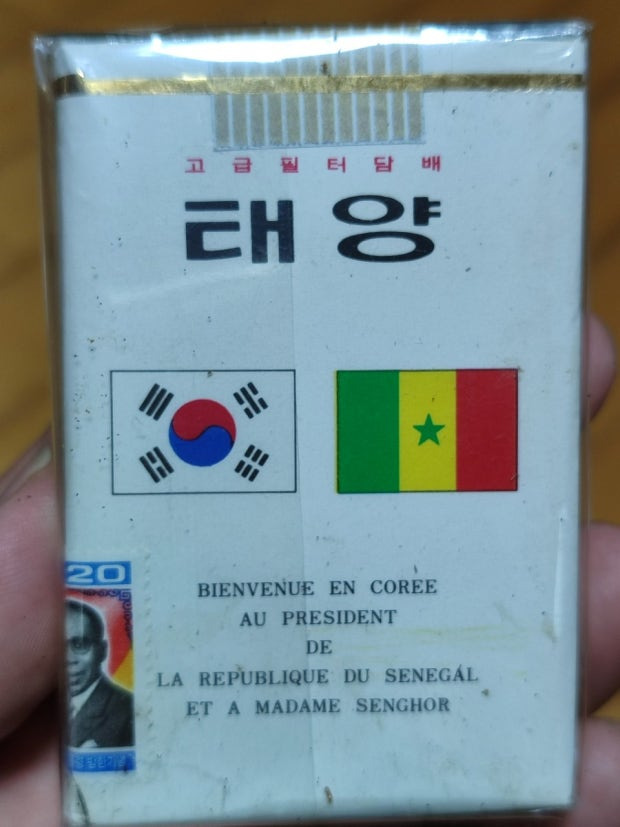 고급필터담배
태양
20
BIENVENUE EN COREE
AU PRESIDENT
DE
LA REPUBLIQUE DU SENEGAL
ET A MADAME SENGHOR